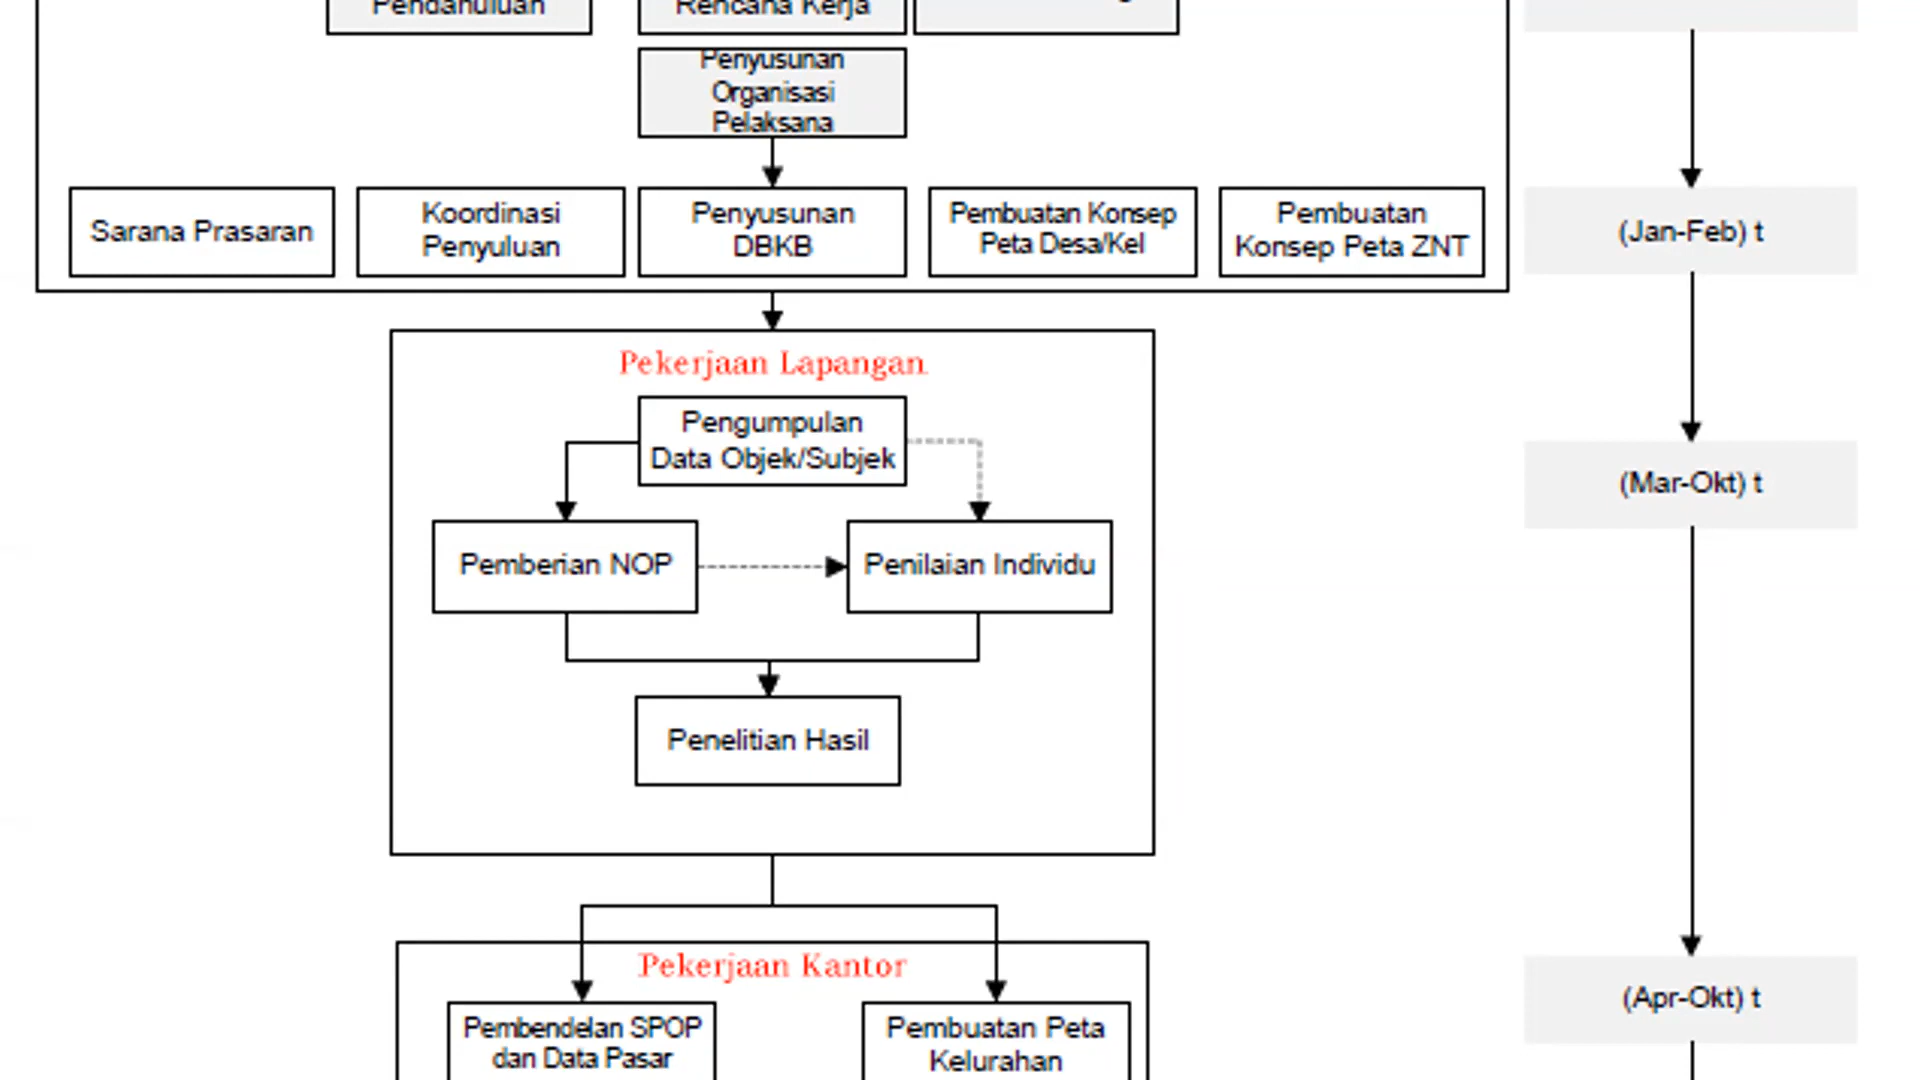 Pendahuluan
Rencana Kerja
Penyusunan
Organisasi
Pelaksana
Sarana Prasaran
Koordinasi
Penyuluan
Penyusunan
DBKB
Pembuatan Konsep
Peta Desa/Kel
Pembuatan
Konsep Peta ZNT
(Jan-Feb) t
Pekerjaan Lapangan
Pengumpulan
Data Objek/Subjek
(Mar-Okt) t
Pemberian NOP
Penilaian Individu
Penelitian Hasil
Pekerjaan Kantor
(Apr-Okt) t
Pembendelan SPOP
dan Data Pasar
Pembuatan Peta
Kelurahan